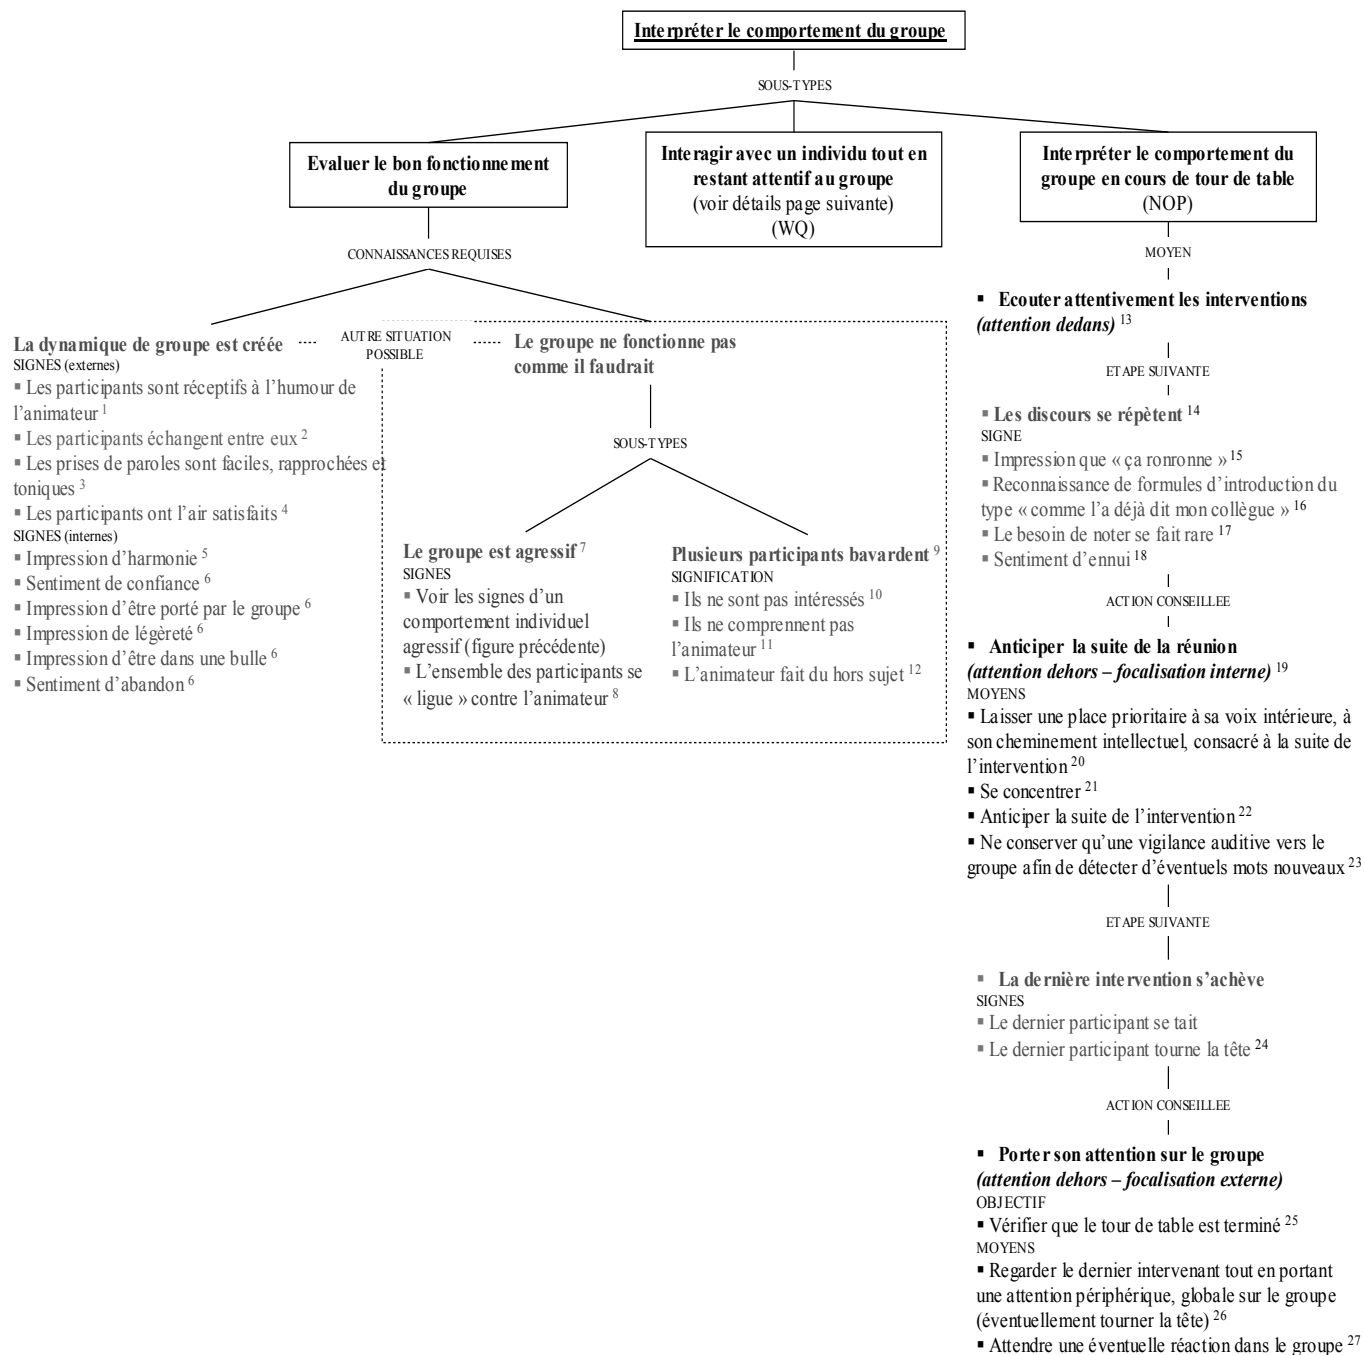 Interpréter le comportement du groupe
SOUS-TYPES
Evaluer le bon fonctionnement
du groupe
Interagir avec un individu tout en
restant attentif au groupe
(voir détails page suivante)
(WQ)
Interpréter le comportement du
groupe en cours de tour de table
(NOP)
CONNAISSANCES REQUISES
La dynamique de groupe est créée
SIGNES (externes)
▪ Les participants sont réceptifs à l’humour de
l’animateur 1
▪ Les participants échangent entre eux 2
▪ Les prises de paroles sont faciles, rapprochées et
toniques 3
▪ Les participants ont l’air satisfaits 4
SIGNES (internes)
▪ Impression d’harmonie 5
▪ Sentiment de confiance 6
▪ Impression d’être porté par le groupe 6
▪ Impression de légèreté 6
▪ Impression d’être dans une bulle 6
▪ Sentiment d’abandon 6
AUTRE SITUATION
POSSIBLE
Le groupe ne fonctionne pas
comme il faudrait
SOUS-TYPES
Le groupe est agressif 7
SIGNES
▪ Voir les signes d’un
comportement individuel
agressif (figure précédente)
▪ L’ensemble des participants se
« ligue » contre l’animateur 8
Plusieurs participants bavardent 9
SIGNIFICATION
▪ Ils ne sont pas intéressés 10
▪ Ils ne comprennent pas
l’animateur 11
▪ L’animateur fait du hors sujet 12
MOYEN
▪ Ecouter attentivement les interventions
(attention dedans) 13
ETAPE SUIVANTE
▪ Les discours se répètent 14
SIGNE
▪ Impression que « ça ronronne » 15
▪ Reconnaissance de formules d’introduction du
type « comme l’a déjà dit mon collègue » 16
▪ Le besoin de noter se fait rare 17
▪ Sentiment d’ennui 18
ACTION CONSEILLEE
▪ Anticiper la suite de la réunion
(attention dehors – focalisation interne) 19
MOYENS
▪ Laisser une place prioritaire à sa voix intérieure, à
son cheminement intellectuel, consacré à la suite de
l’intervention 20
▪ Se concentrer 21
▪ Anticiper la suite de l’intervention 22
▪ Ne conserver qu’une vigilance auditive vers le
groupe afin de détecter d’éventuels mots nouveaux 23
ETAPE SUIVANTE
▪ La dernière intervention s’achève
SIGNES
▪ Le dernier participant se tait
▪ Le dernier participant tourne la tête 24
ACTION CONSEILLEE
▪ Porter son attention sur le groupe
(attention dehors – focalisation externe)
OBJECTIF
▪ Vérifier que le tour de table est terminé 25
MOYENS
▪ Regarder le dernier intervenant tout en portant
une attention périphérique, globale sur le groupe
(éventuellement tourner la tête) 26
▪ Attendre une éventuelle réaction dans le groupe 27